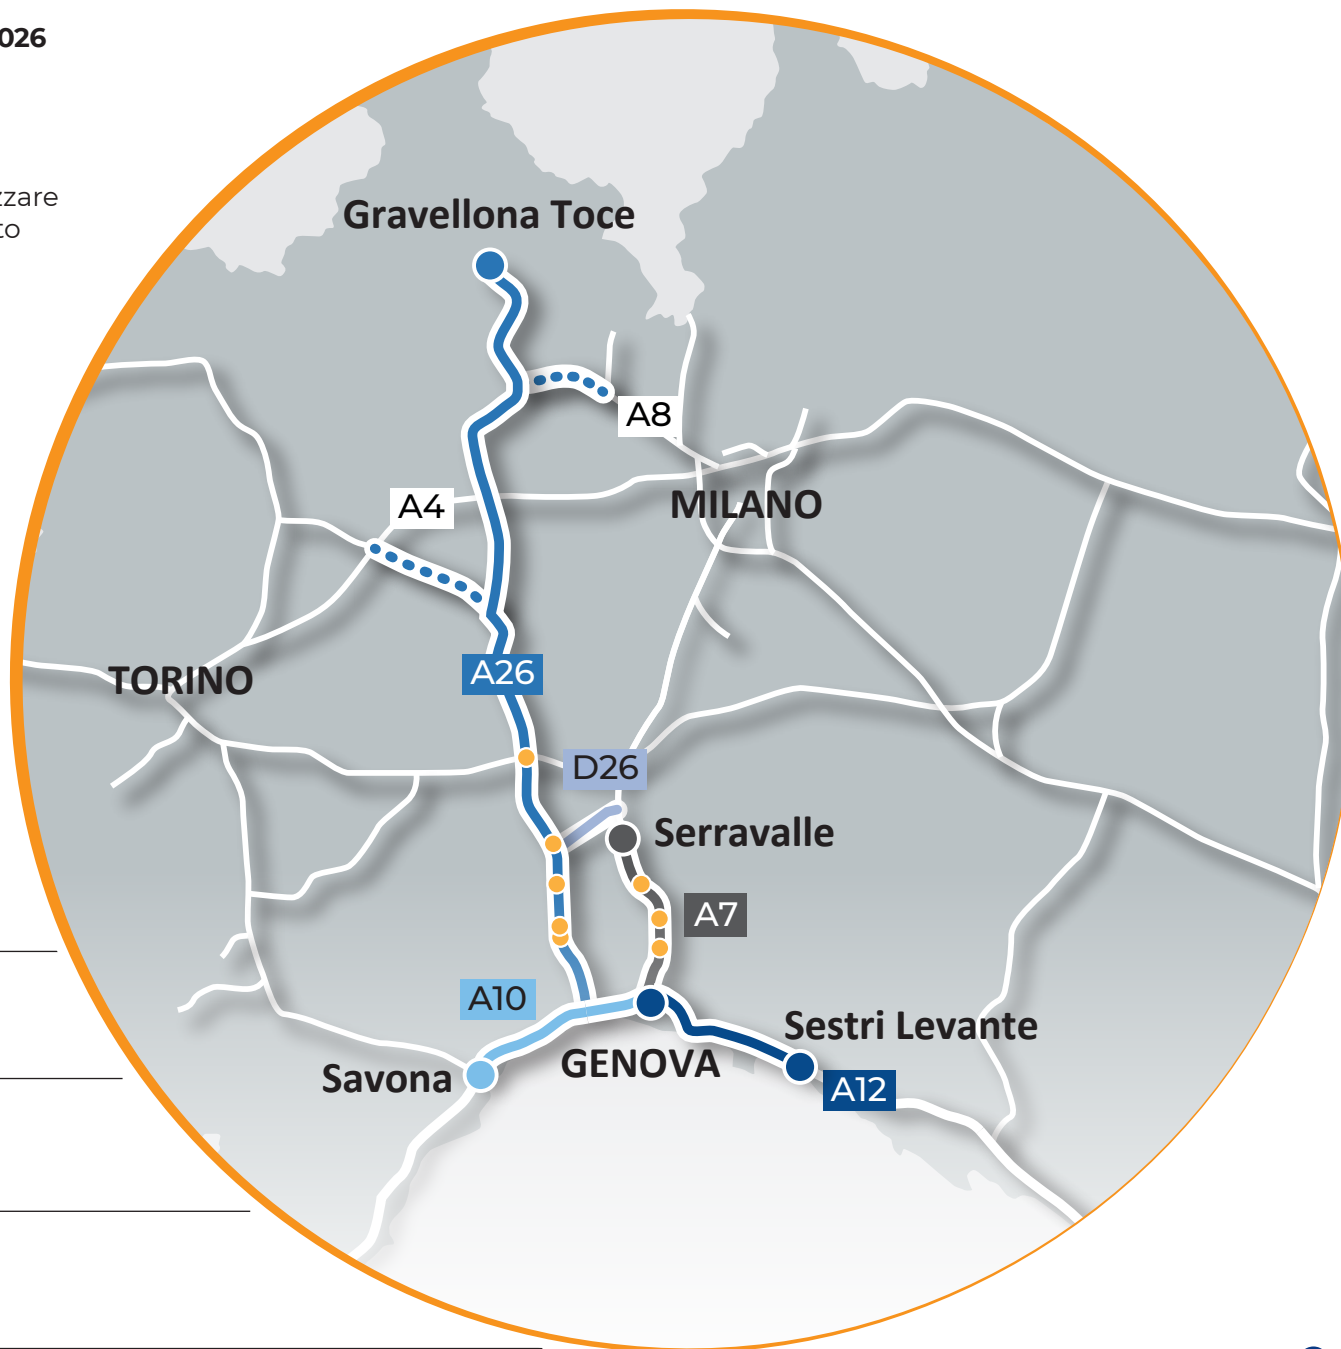 026
zzare
to
Gravellona Toce
A8
A4
MILANO
TORINO
A26
D26
Serravalle
A7
A10
Sestri Levante
GENOVA
Savona
A12